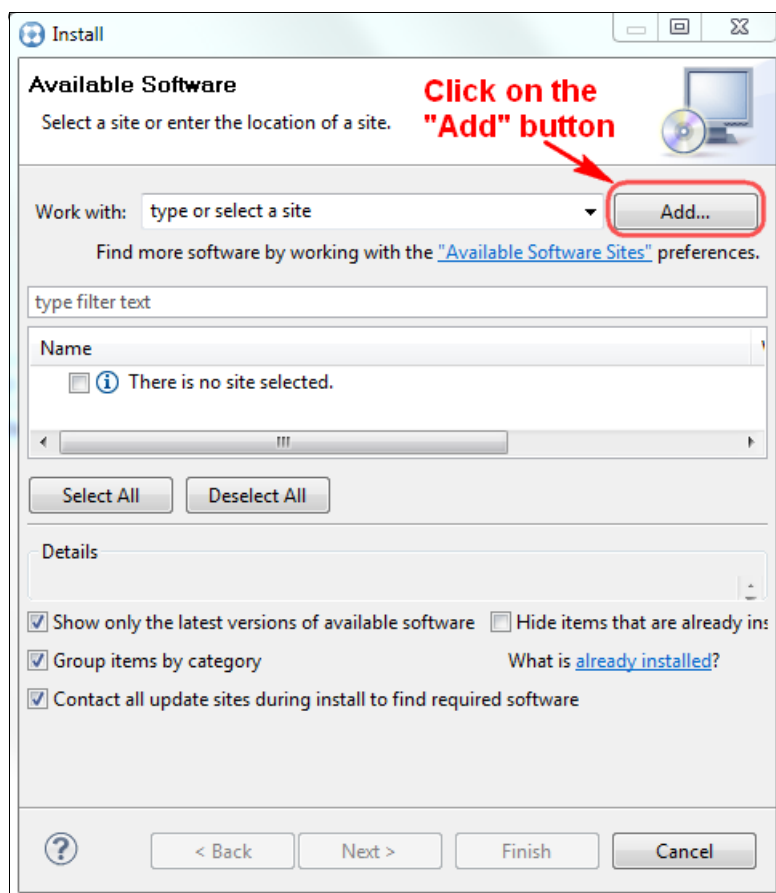 Install
Available Software
Select a site or enter the location of a site.
Click on the
"Add" button
Work with: type or select a site Add...
Find more software by working with the "Available Software Sites" preferences.
type filter text
Name
There is no site selected.
Select All Deselect All
Details
Show only the latest versions of available software Hide items that are already
Group items by category What is already installed?
Contact all update sites during install to find required software
< Back Next > Finish Cancel